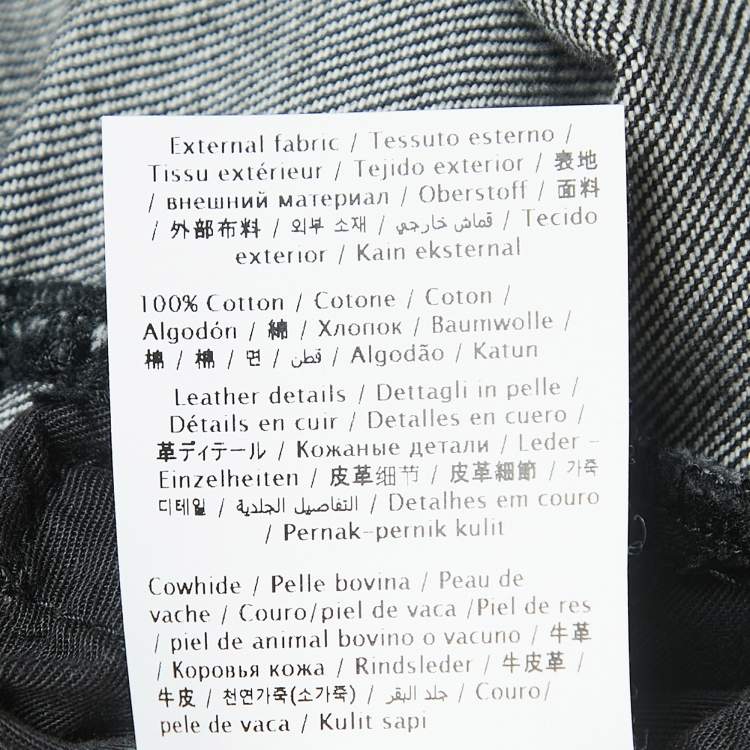 External fabric / Tessuto esterno /
Tissu extérieur / Tejido exterior / 表地
/ внешний материал / Oberstoff / 面料
/ 外部布料 / 외부 소재 / قماش خارجي / Tecido
exterior / Kain eksternal
100% Cotton / Cotone / Coton /
Algodón / 綿 / Хлопок / Baumwolle /
棉 / 棉 / 면 / قطن / Algodão / Katun
Leather details / Dettagli in pelle /
Détails en cuir / Detalles en cuero /
革ディテール / Кожаные детали / Leder –
Einzelheiten / 皮革细节 / 皮革細節 / 가죽
디테일 / التفاصيل الجلدية / Detalhes em couro
/ Pernak-pernik kulit
Cowhide / Pelle bovina / Peau de
vache / Couro/piel de vaca /Piel de res
/ piel de animal bovino o vacuno / 牛革
/ Коровья кожа / Rindsleder / 牛皮革 /
牛皮 / 천연가죽(소가죽) / جلد البقر / Couro/
pele de vaca / Kulit sapi